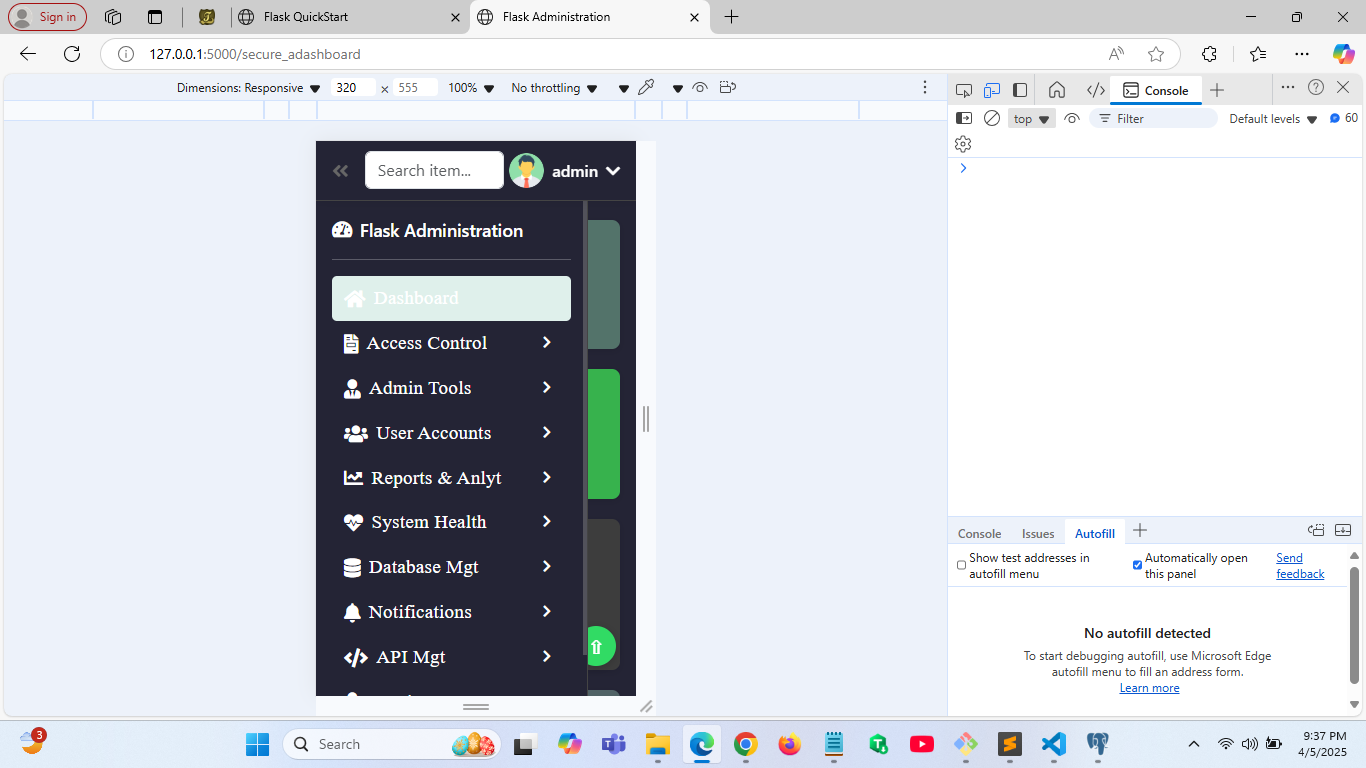 Sign in
Flask QuickStart
Flask Administration
127.0.0.1:5000/secure_adashboard
Dimensions: Responsive
320 × 555
100%
No throttling
Console
top
Filter
Default levels
60
Search item...
admin
Flask Administration
Dashboard
Access Control
Admin Tools
User Accounts
Reports & Anlyt
System Health
Database Mgt
Notifications
API Mgt
Console
Issues
Autofill
Show test addresses in
autofill menu
Automatically open
this panel
Send
feedback
No autofill detected
To start debugging autofill, use Microsoft Edge
autofill menu to fill an address form.
Learn more
3
Search
9:37 PM
4/5/2025